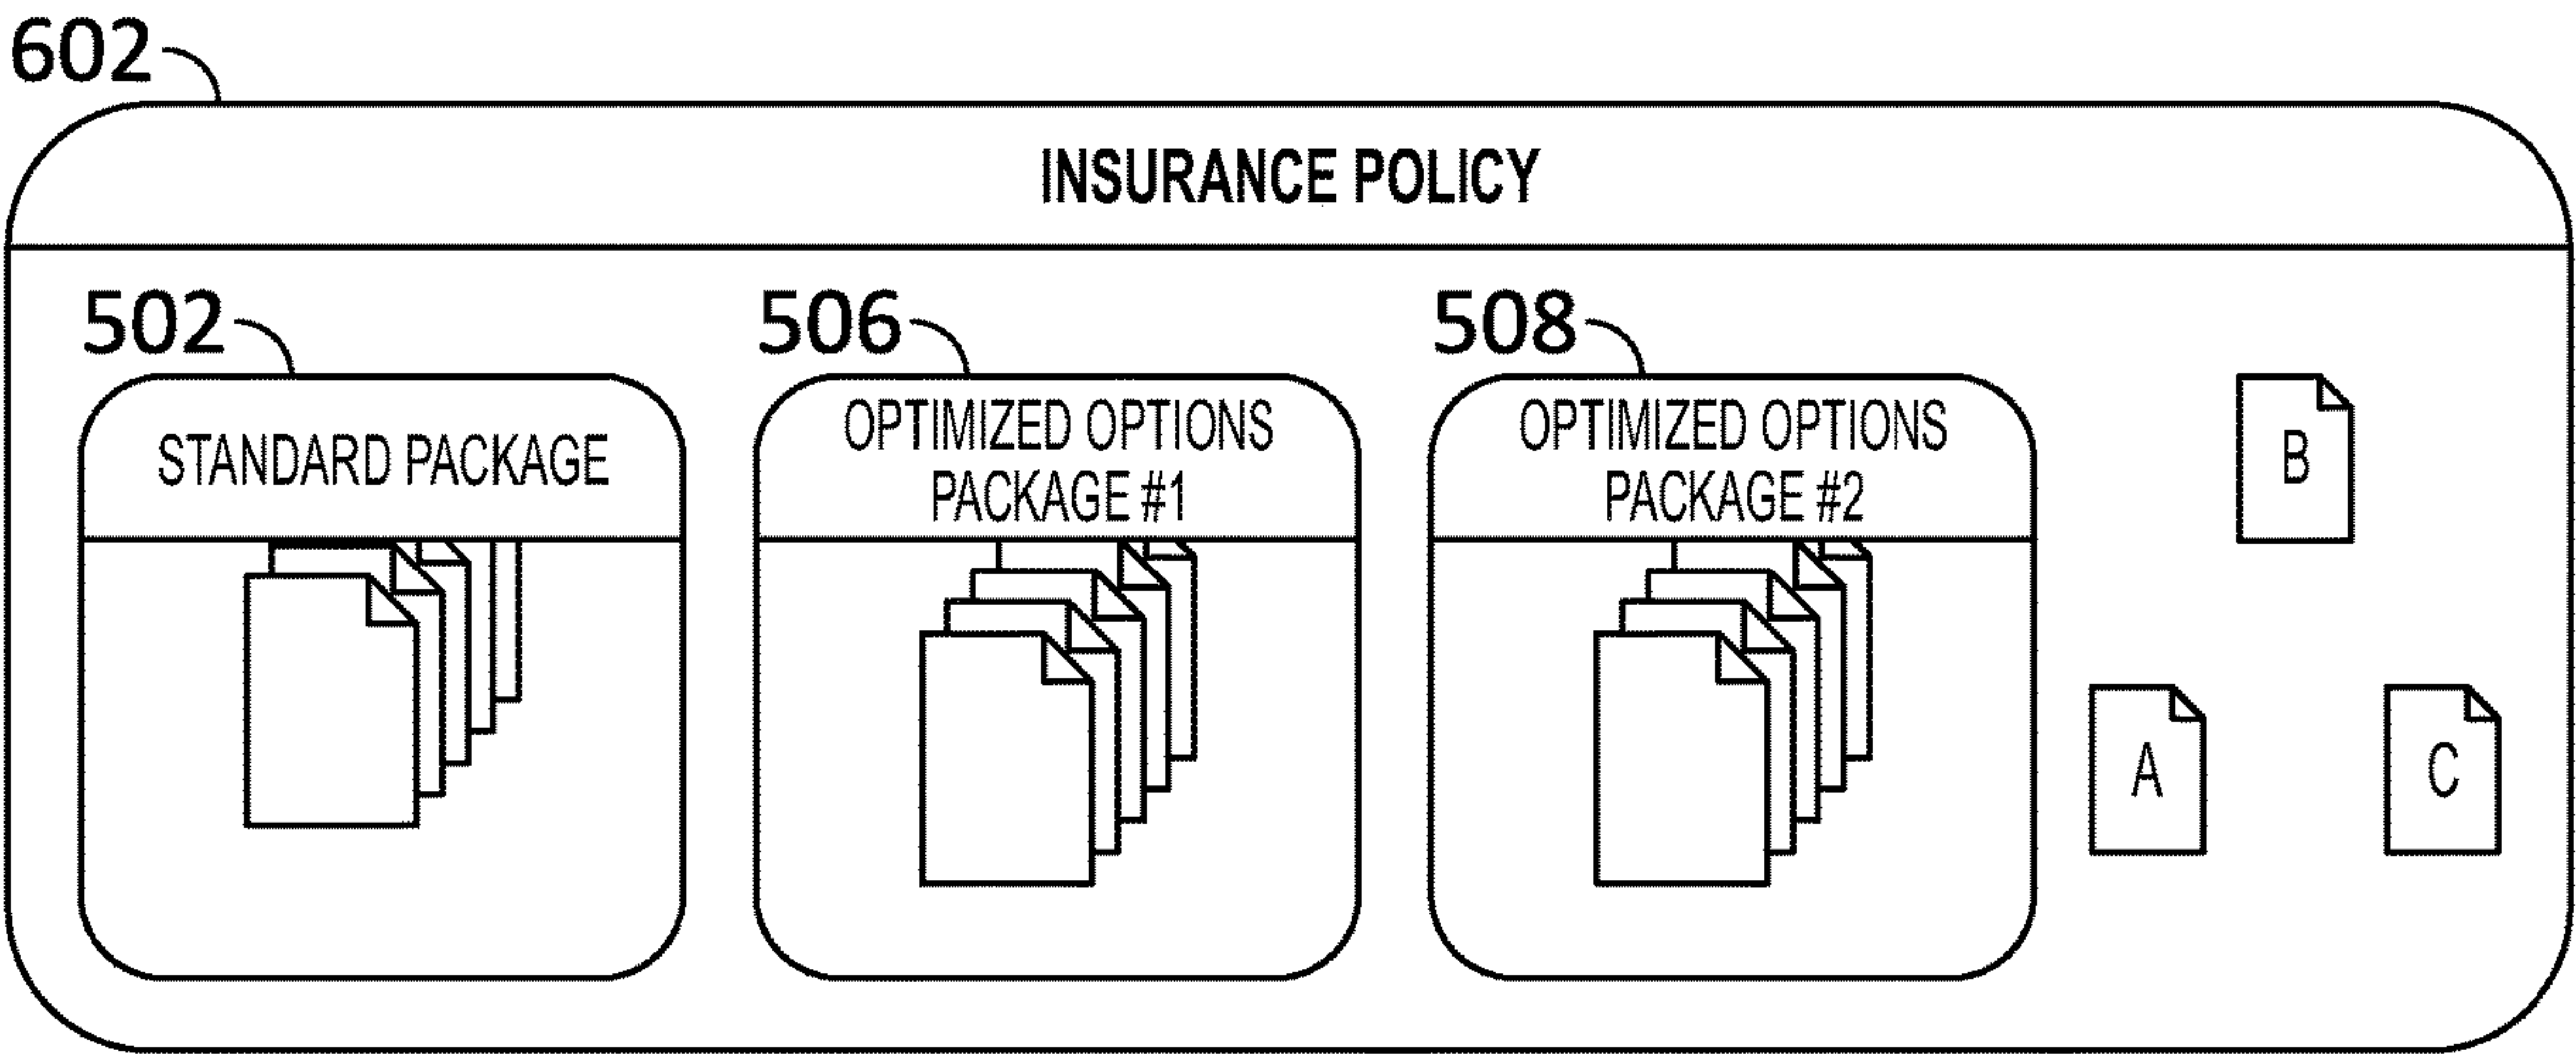 602
INSURANCE POLICY
502
506
508
STANDARD PACKAGE
OPTIMIZED OPTIONS
PACKAGE #1
OPTIMIZED OPTIONS
PACKAGE #2
B
A
C